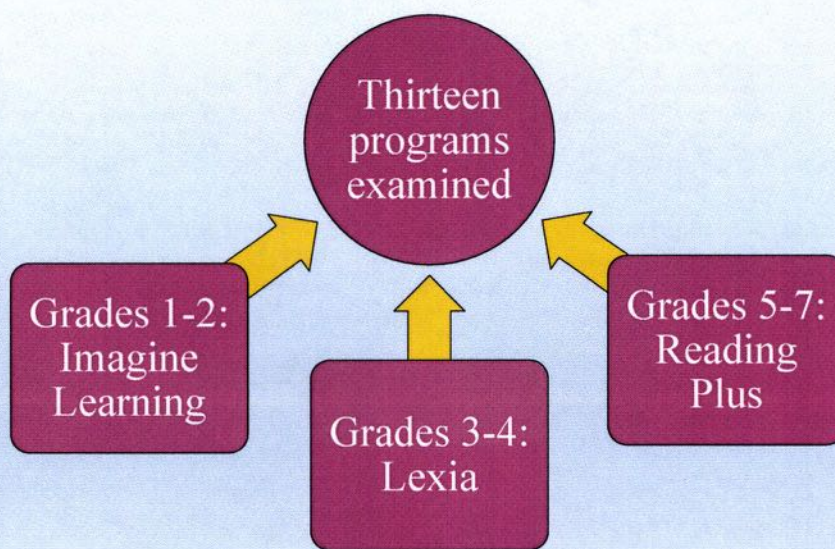 Thirteen
programs
examined
Grades 1-2:
Imagine
Learning
Grades 3-4:
Lexia
Grades 5-7:
Reading
Plus